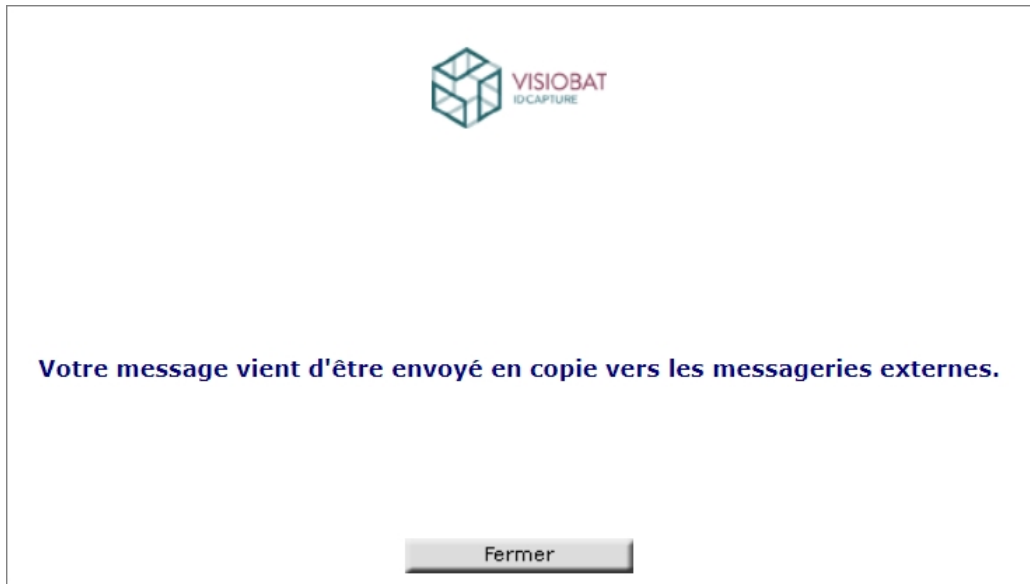 VISIOBAT
IDCAPTURE
Votre message vient d'être envoyé en copie vers les messageries externes.
Fermer